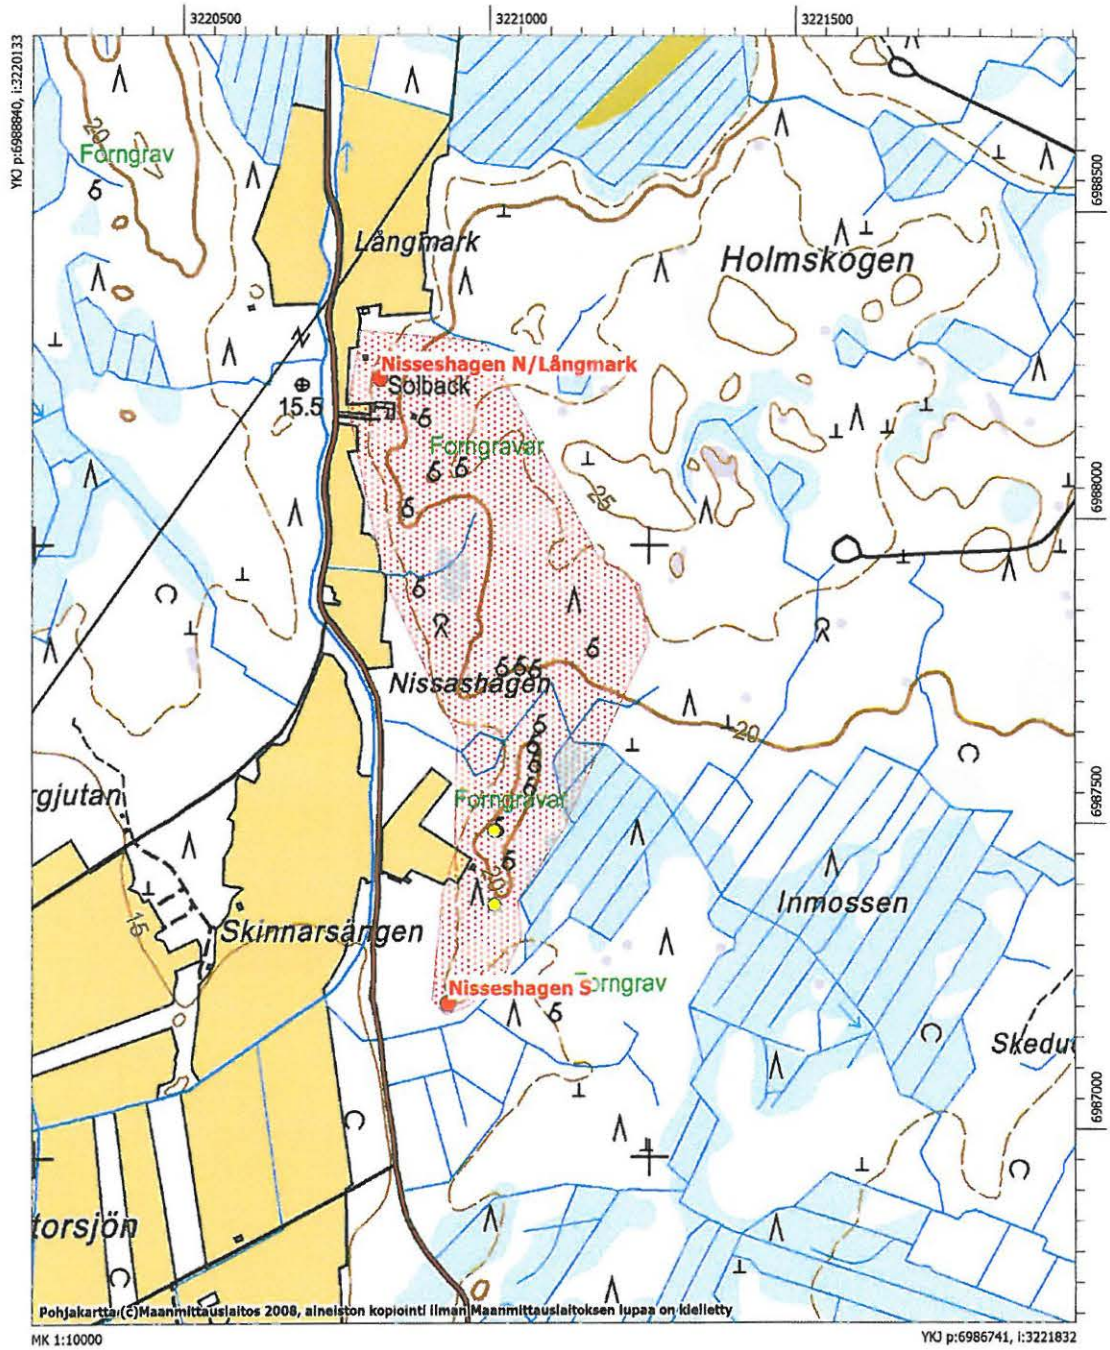 3220500
3221000
3221500
YKJ p:6988840, i:3220133
20
Forngrav
Långmark
Holmskogen
6988500
Nisseshagen N/Långmark
Solback
15.5
Forngravar
25
6988000
Nissashagen
20
rgjutan
Forngravar
6987500
20
Inmossen
15
Skinnarsängen
Nisseshagen S
Forngrav
Skedu
6987000
torsjön
Pohjakartta (c)Maanmittauslaitos 2008, aineiston kopiointi ilman Maanmittauslaitoksen lupaa on kielletty
MK 1:10000
YKJ p:6986741, i:3221832